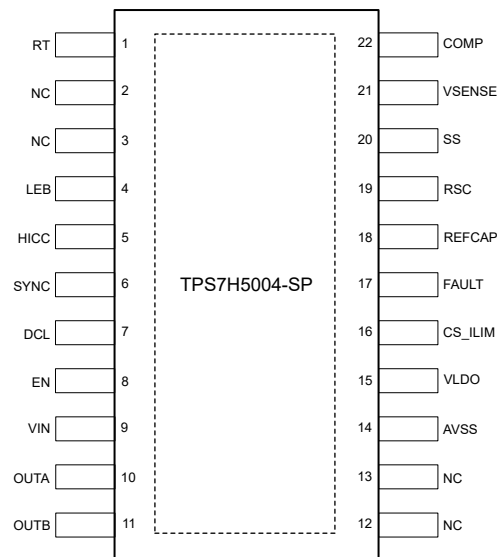 RT 1 22 COMP
NC 2 21 VSENSE
NC 3 20 SS
LEB 4 19 RSC
HICC 5 18 REFCAP
SYNC 6 TPS7H5004-SP 17 FAULT
DCL 7 16 CS_ILIM
EN 8 15 VLDO
VIN 9 14 AVSS
OUTA 10 13 NC
OUTB 11 12 NC